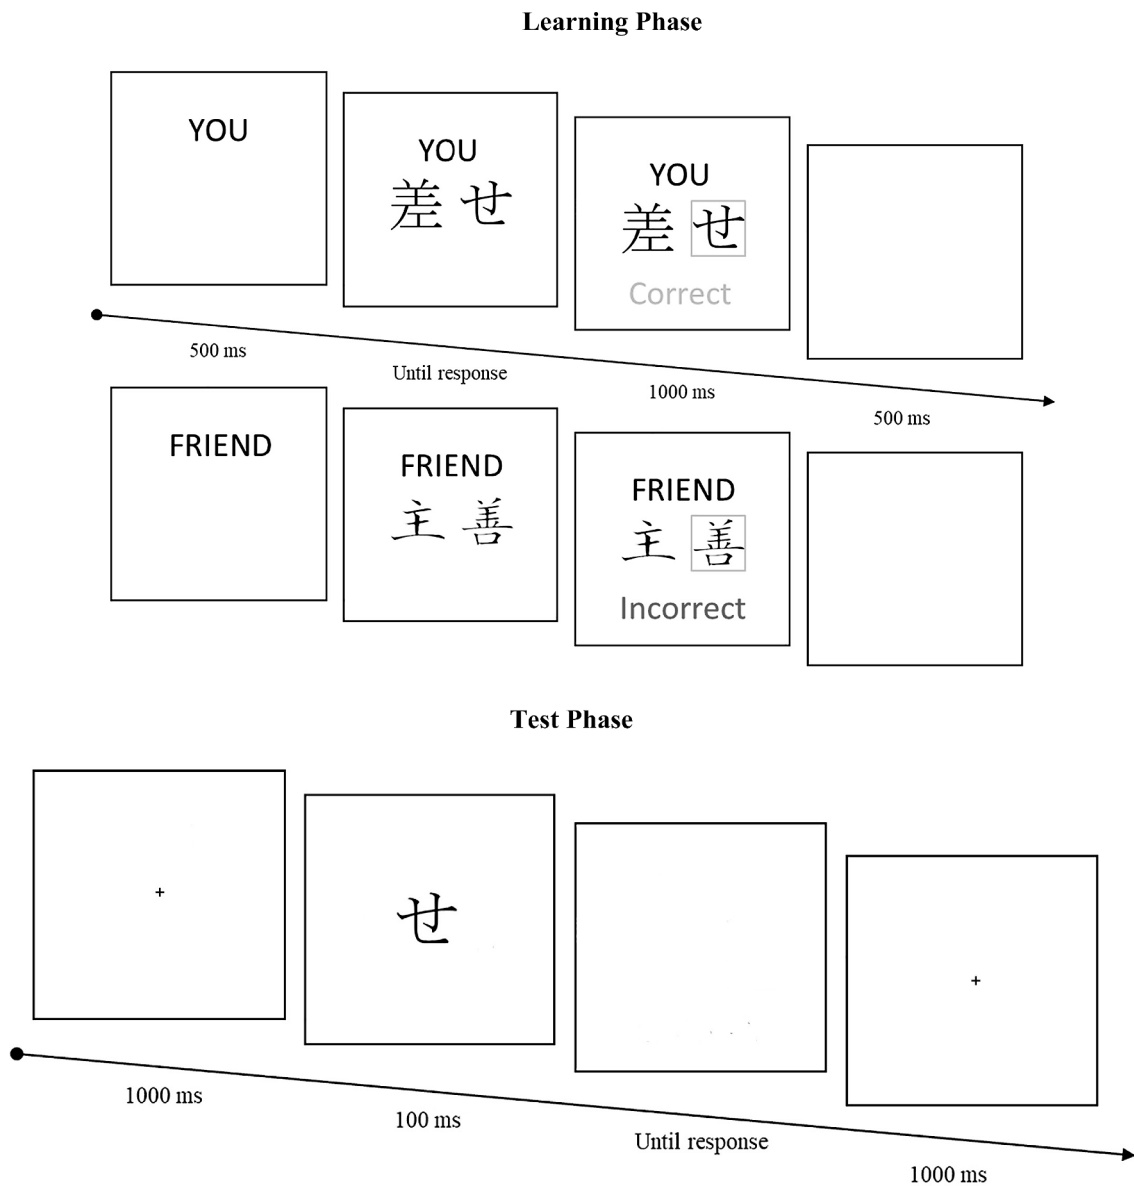 Learning Phase
YOU
YOU
差 せ
YOU
差 せ
Correct
500 ms
Until response
1000 ms
500 ms
FRIEND
FRIEND
主 善
FRIEND
主 善
Incorrect
Test Phase
+
せ
+
1000 ms
100 ms
Until response
1000 ms